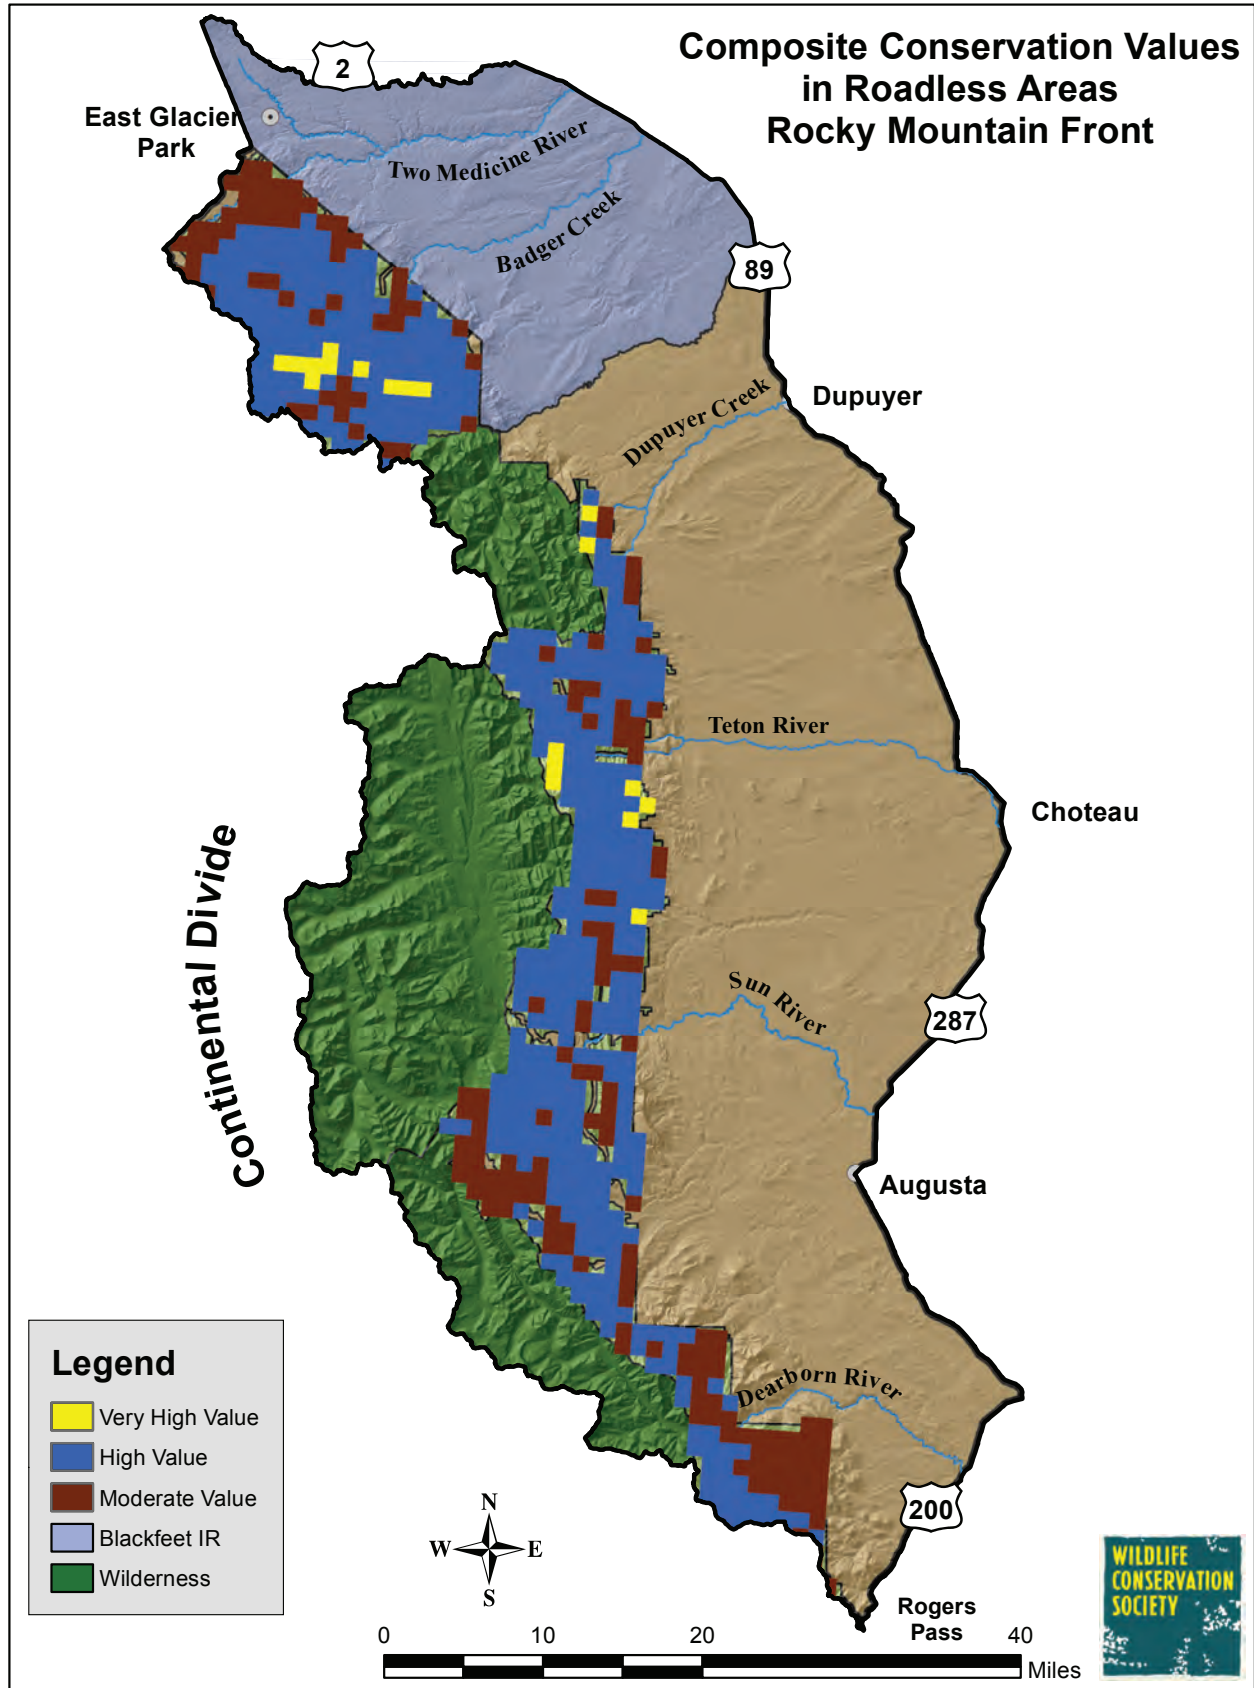 Composite Conservation Values
in Roadless Areas
Rocky Mountain Front
2
East Glacier
Park
Two Medicine River
Badger Creek
89
Dupuyer
Dupuyer Creek
Teton River
Choteau
Continental Divide
Sun River
287
Augusta
Dearborn River
200
Rogers
Pass
Legend
Very High Value
High Value
Moderate Value
Blackfeet IR
Wilderness
N
W E
S
0 10 20 40
Miles
WILDLIFE
CONSERVATION
SOCIETY